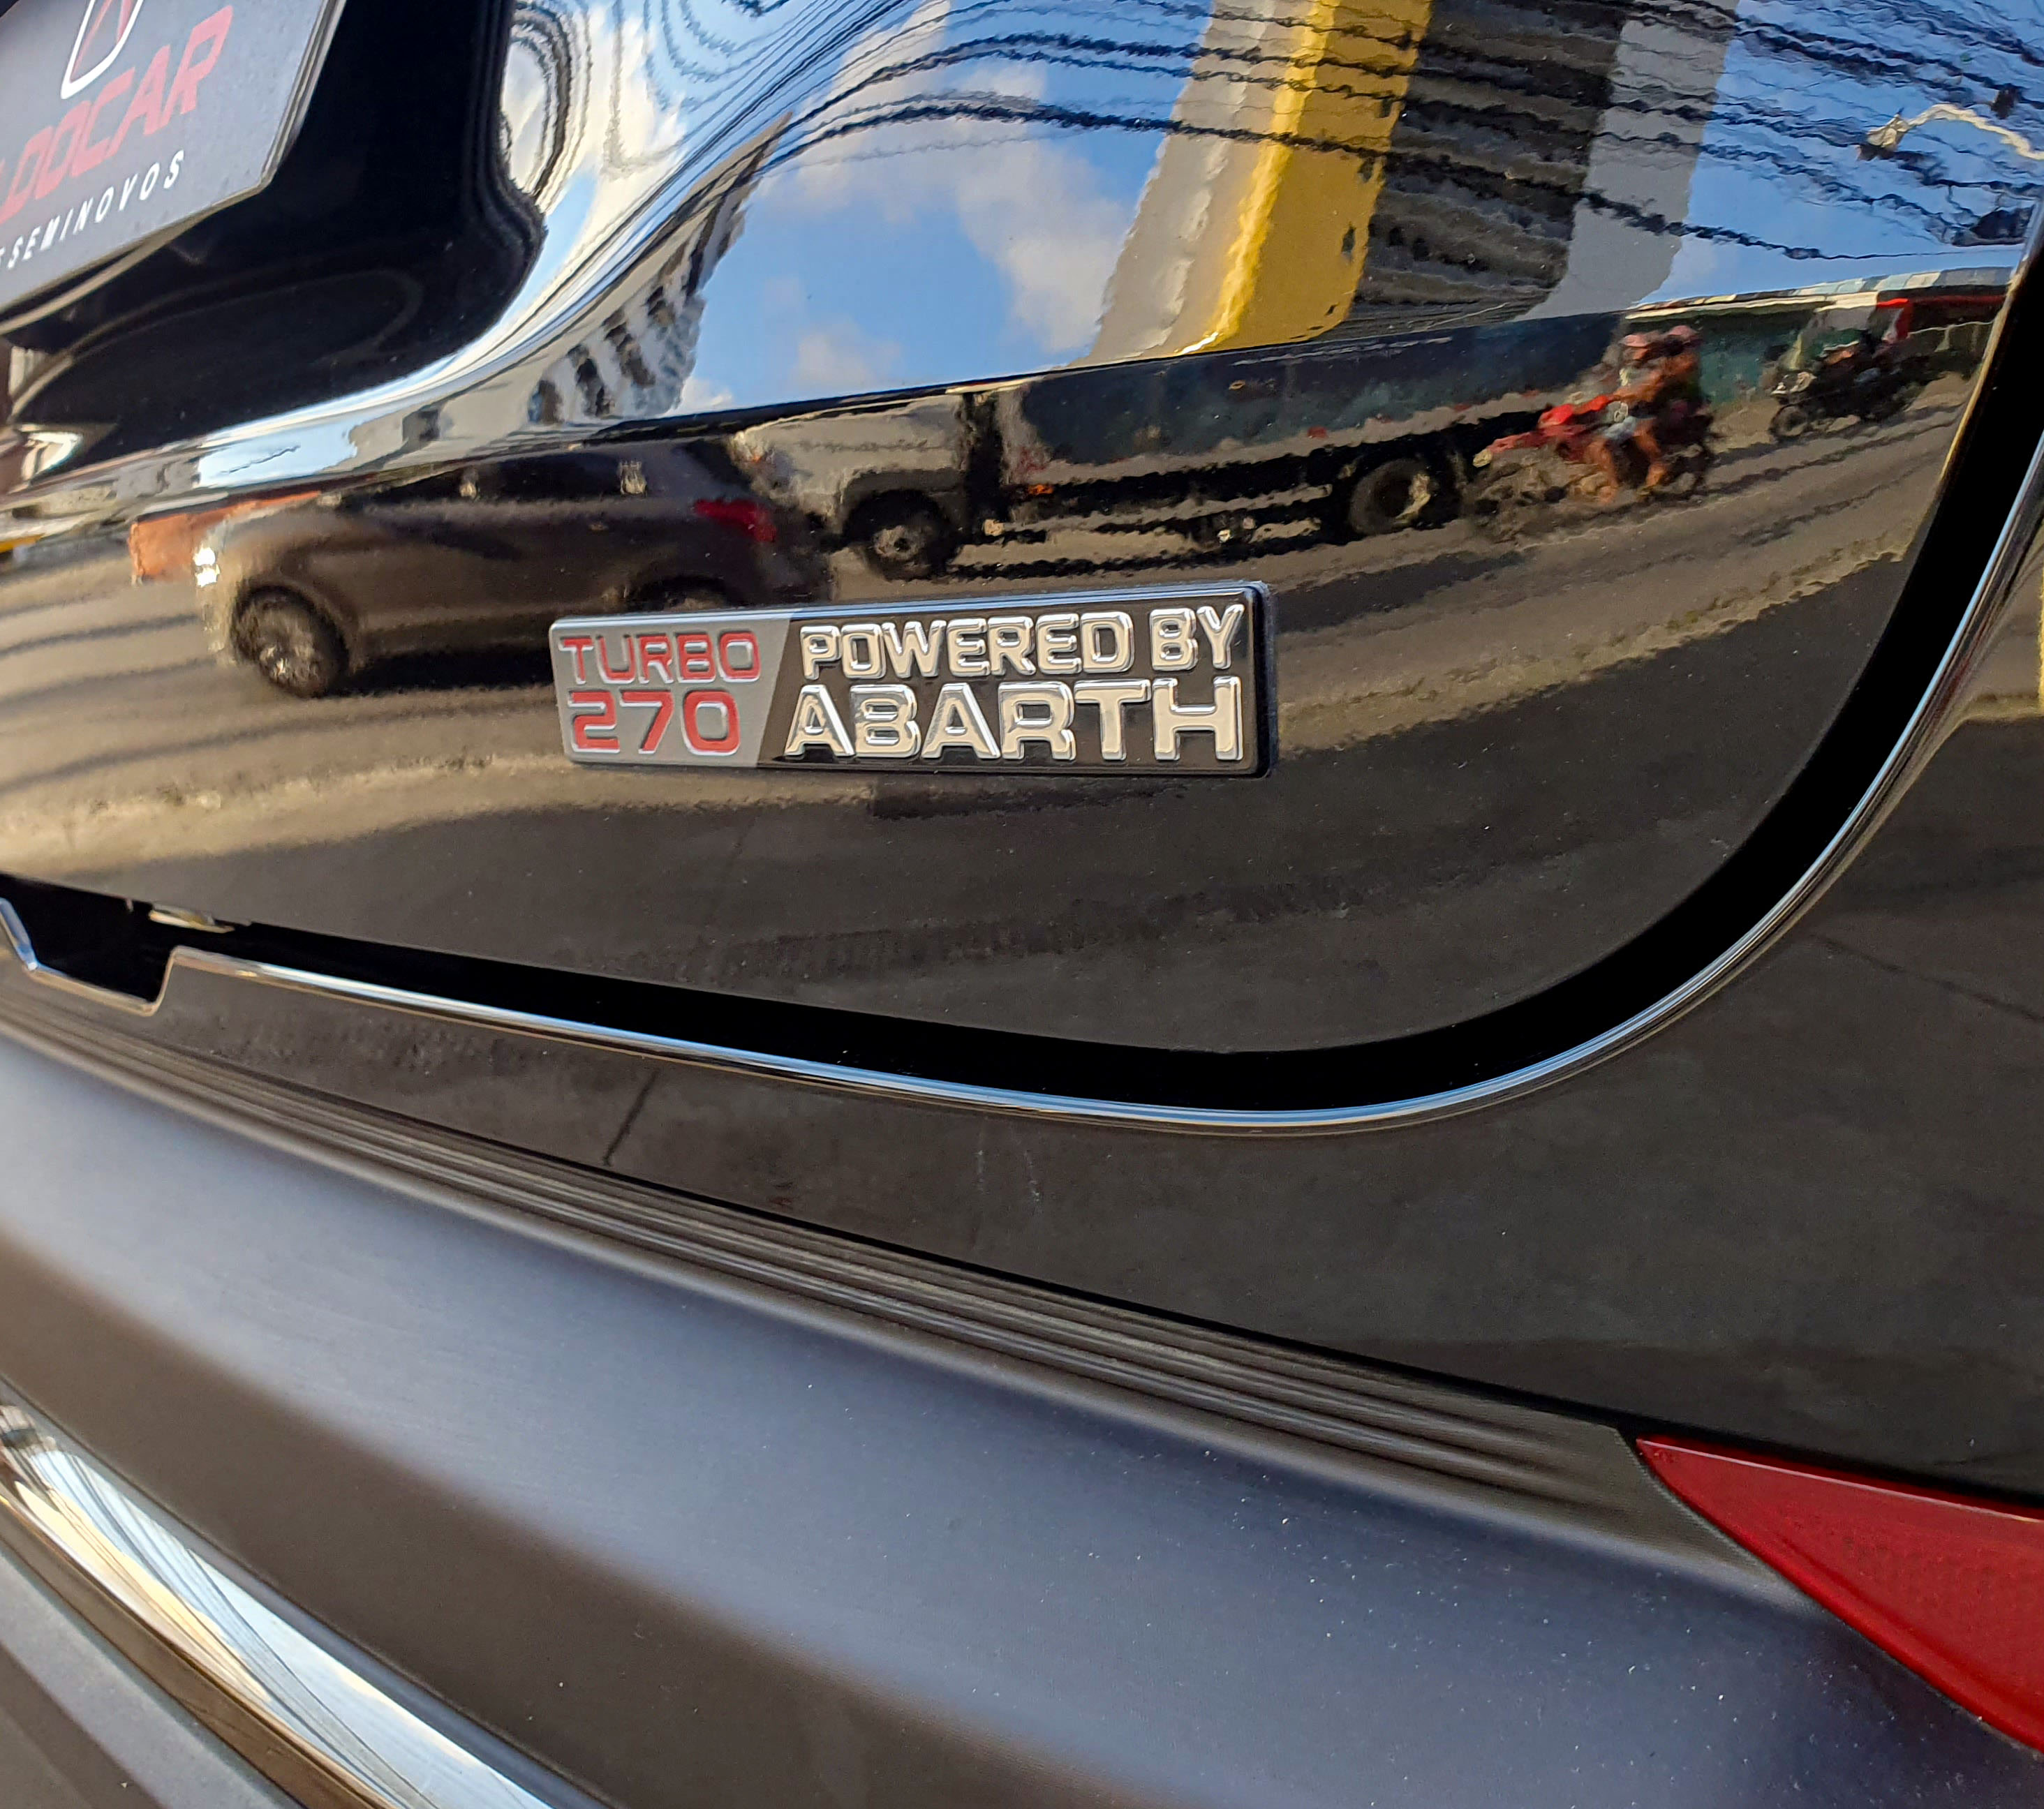 SEMINOVOS
TURBO
270
POWERED BY
ABARTH